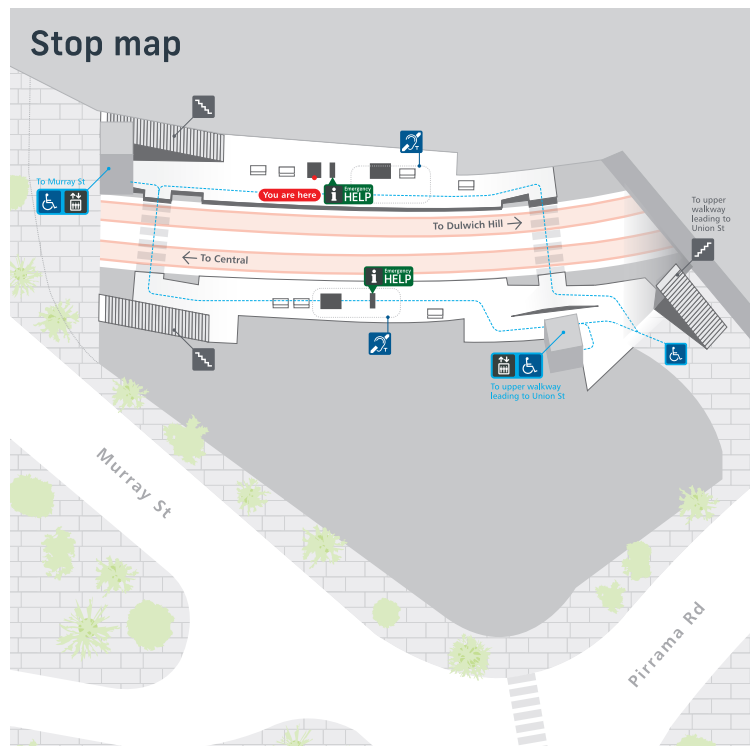 Stop map
To Murray St
You are here
i
Emergency
HELP
To upper
walkway
leading to
Union St
To Dulwich Hill
To Central
i
Emergency
HELP
T
T
To upper walkway
leading to Union St
Murray St
Pirrama Rd